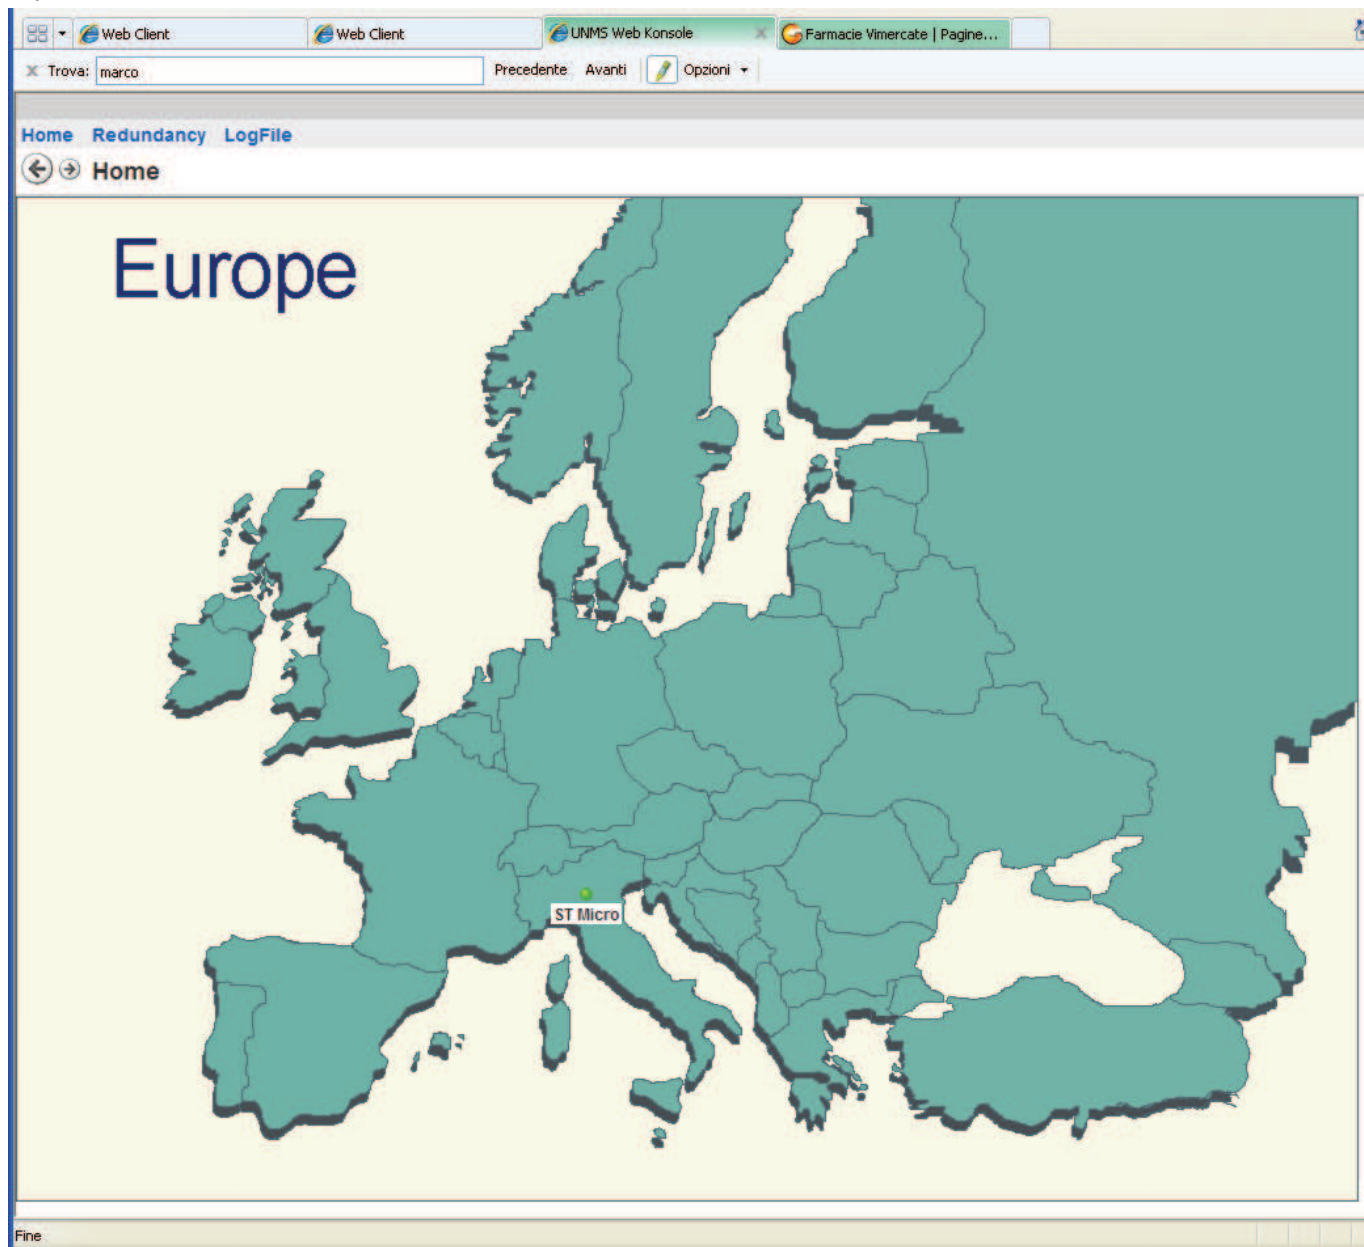 Web Client
Web Client
UNMS Web Konsole
Farmacie Vimercate | Pagine...
Trova: marco Precedente Avanti Opzioni
Home Redundancy LogFile
Home
Europe
ST Micro
Fine